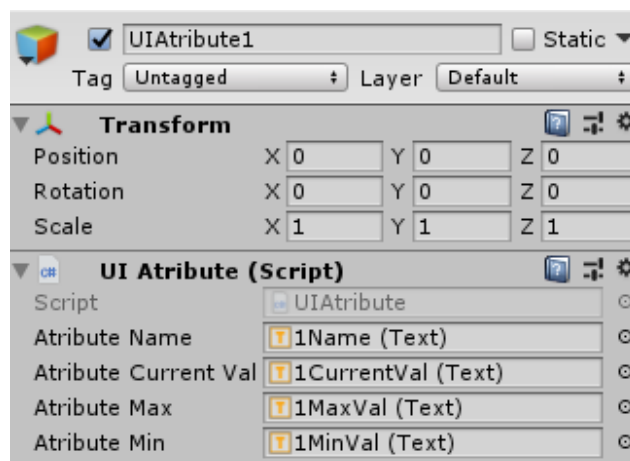 UIAtribute1 Static
Tag Untagged Layer Default
Transform
Position X 0 Y 0 Z 0
Rotation X 0 Y 0 Z 0
Scale X 1 Y 1 Z 1
c# UI Atribute (Script)
Script UIAtribute
Atribute Name T 1Name (Text)
Atribute Current Val T 1CurrentVal (Text)
Atribute Max T 1MaxVal (Text)
Atribute Min T 1MinVal (Text)